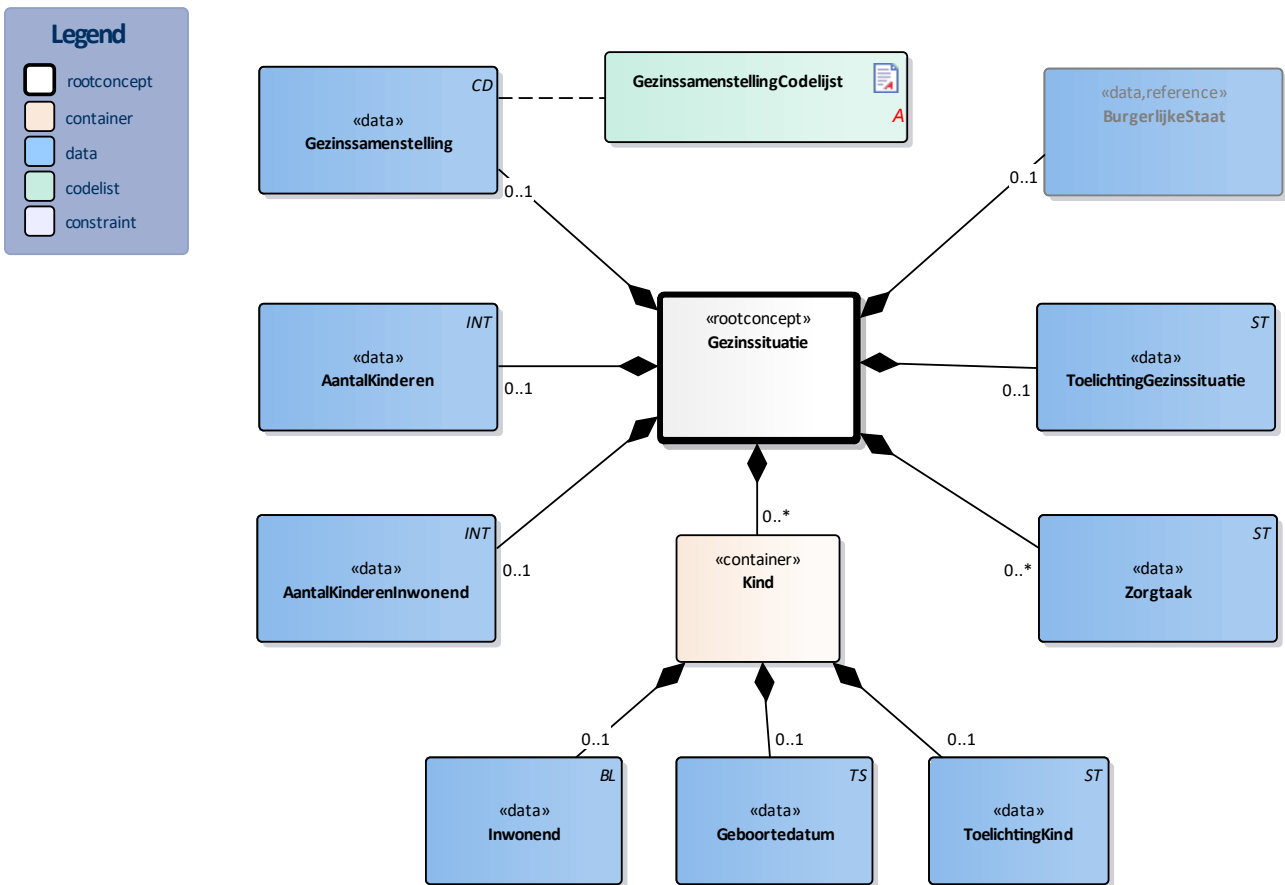 Legend
rootconcept
container
data
codelist
constraint
CD
«data»
Gezinssamenstelling
0..1
GezinssamenstellingCodelijst
A
«data,reference»
BurgerlijkeStaat
0..1
INT
«data»
AantalKinderen
0..1
«rootconcept»
Gezinssituatie
ST
«data»
ToelichtingGezinssituatie
0..1
INT
«data»
AantalKinderenInwonend
0..1
0..*
«container»
Kind
ST
«data»
Zorgtaak
0..*
0..1
BL
«data»
Inwonend
0..1
TS
«data»
Geboortedatum
0..1
ST
«data»
ToelichtingKind